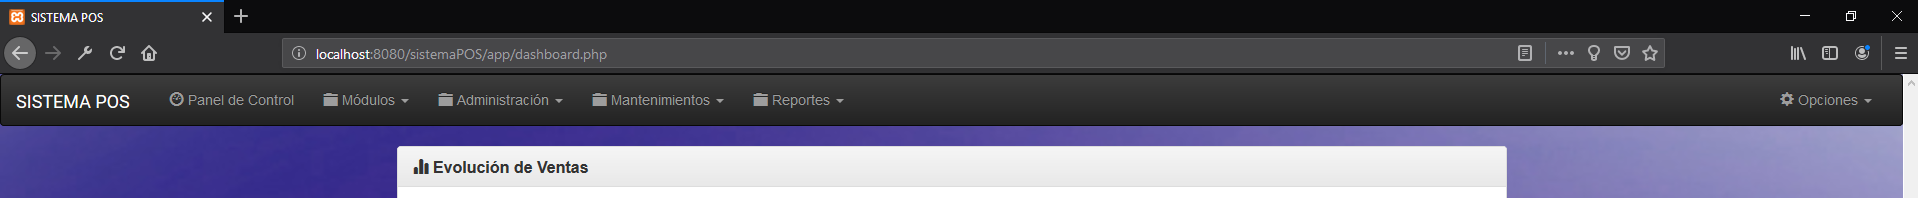 SISTEMA POS
localhost:8080/sistemaPOS/app/dashboard.php
SISTEMA POS Panel de Control Módulos Administración Mantenimientos Reportes Opciones
Evolución de Ventas